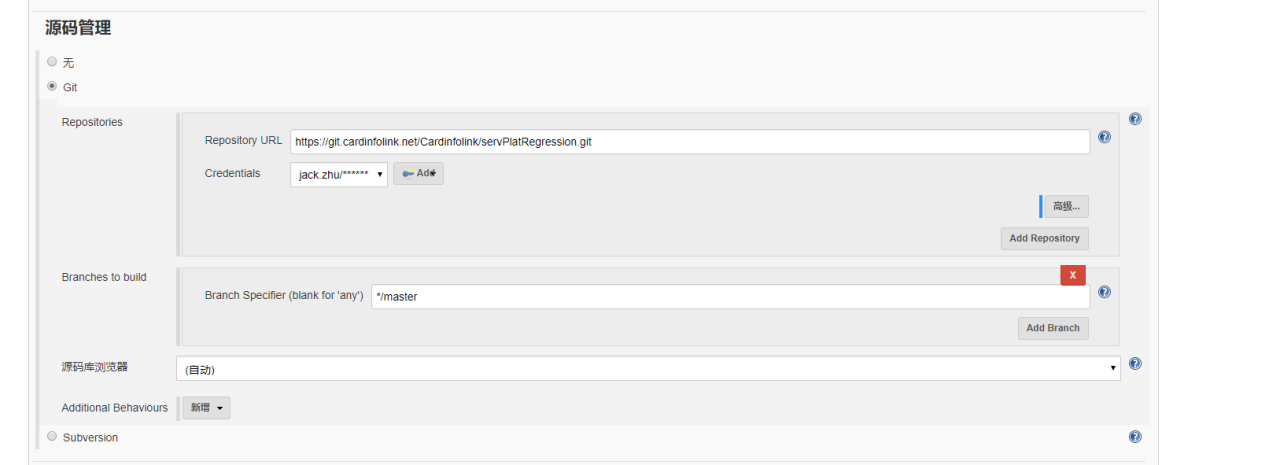 源码管理
无
Git
Repositories
Repository URL https://git.cardinfolink.net/Cardinfolink/servPlatRegression.git
Credentials jack.zhu/****** Add
高级...
Add Repository
Branches to build
X
Branch Specifier (blank for 'any') */master
Add Branch
源码库浏览器 (自动)
Additional Behaviours 新增
Subversion